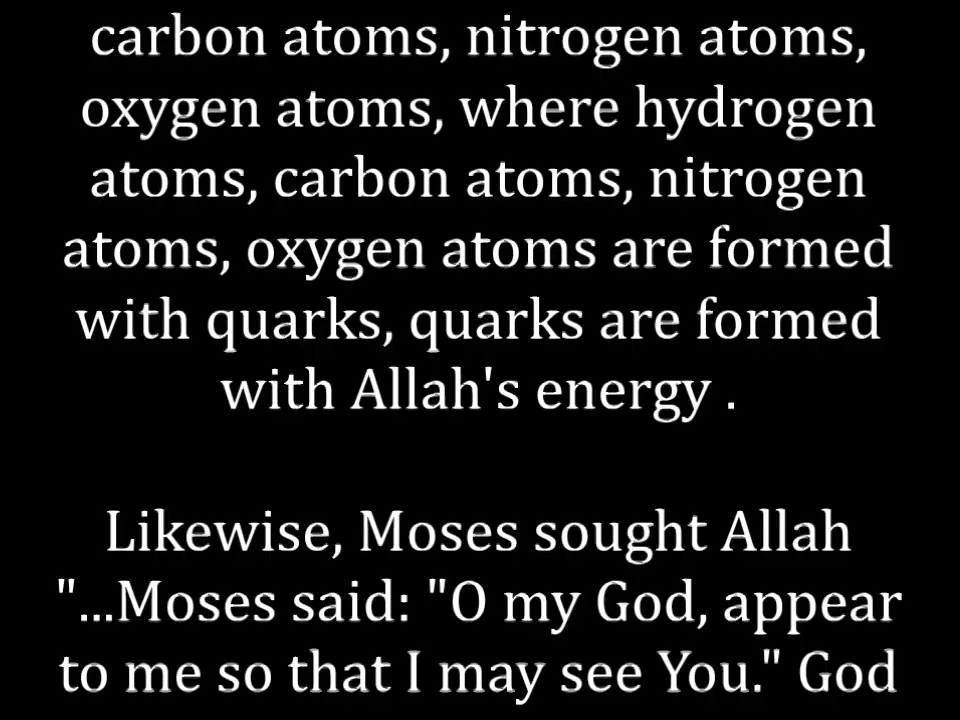 carbon atoms, nitrogen atoms,
oxygen atoms, where hydrogen
atoms, carbon atoms, nitrogen
atoms, oxygen atoms are formed
with quarks, quarks are formed
with Allah's energy .
Likewise, Moses sought Allah
"...Moses said: "O my God, appear
to me so that I may see You." God